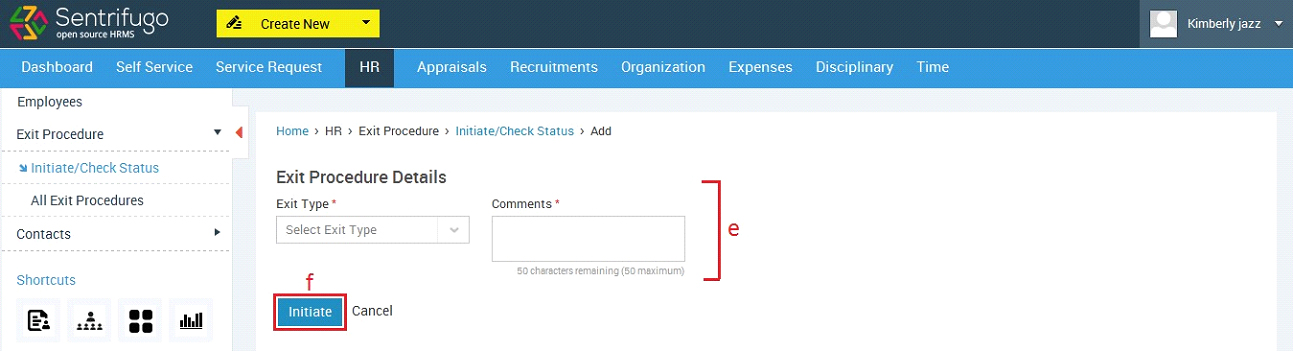 Sentrifugo
open source HRMS
Create New
Kimberly jazz
Dashboard Self Service Service Request HR Appraisals Recruitments Organization Expenses Disciplinary Time
Employees
Exit Procedure
Initiate/Check Status
All Exit Procedures
Contacts
Shortcuts
Home › HR › Exit Procedure › Initiate/Check Status › Add
Exit Procedure Details
Exit Type * Comments *
Select Exit Type
50 characters remaining (50 maximum)
e
f
Initiate Cancel